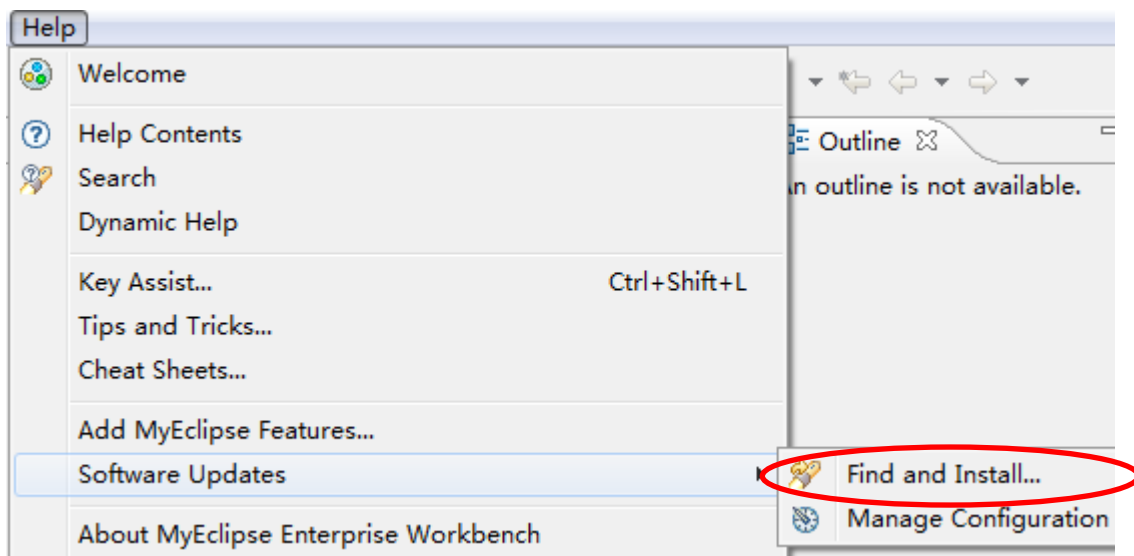 Help
Welcome
Help Contents
Outline
Search
An outline is not available.
Dynamic Help
Key Assist... Ctrl+Shift+L
Tips and Tricks...
Cheat Sheets...
Add MyEclipse Features...
Software Updates
Find and Install...
Manage Configuration
About MyEclipse Enterprise Workbench